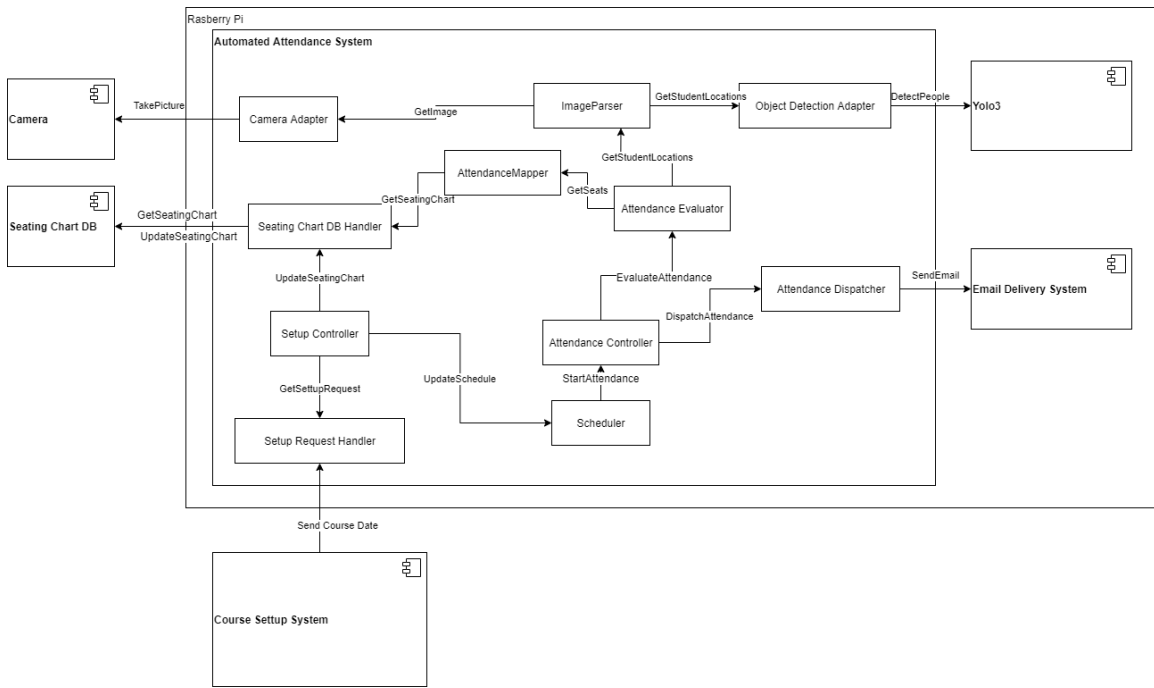 Rasberry Pi
Automated Attendance System
TakePicture
Camera
Camera Adapter
GetImage
ImageParser
GetStudentLocations
Object Detection Adapter
DetectPeople
Yolo3
GetStudentLocations
AttendanceMapper
GetSeats
GetSeatingChart
Attendance Evaluator
GetSeatingChart
Seating Chart DB
UpdateSeatingChart
Seating Chart DB Handler
UpdateSeatingChart
EvaluateAttendance
Attendance Dispatcher
SendEmail
Email Delivery System
DispatchAttendance
Setup Controller
Attendance Controller
GetSettupRequest
UpdateSchedule
StartAttendance
Scheduler
Setup Request Handler
Send Course Date
Course Settup System